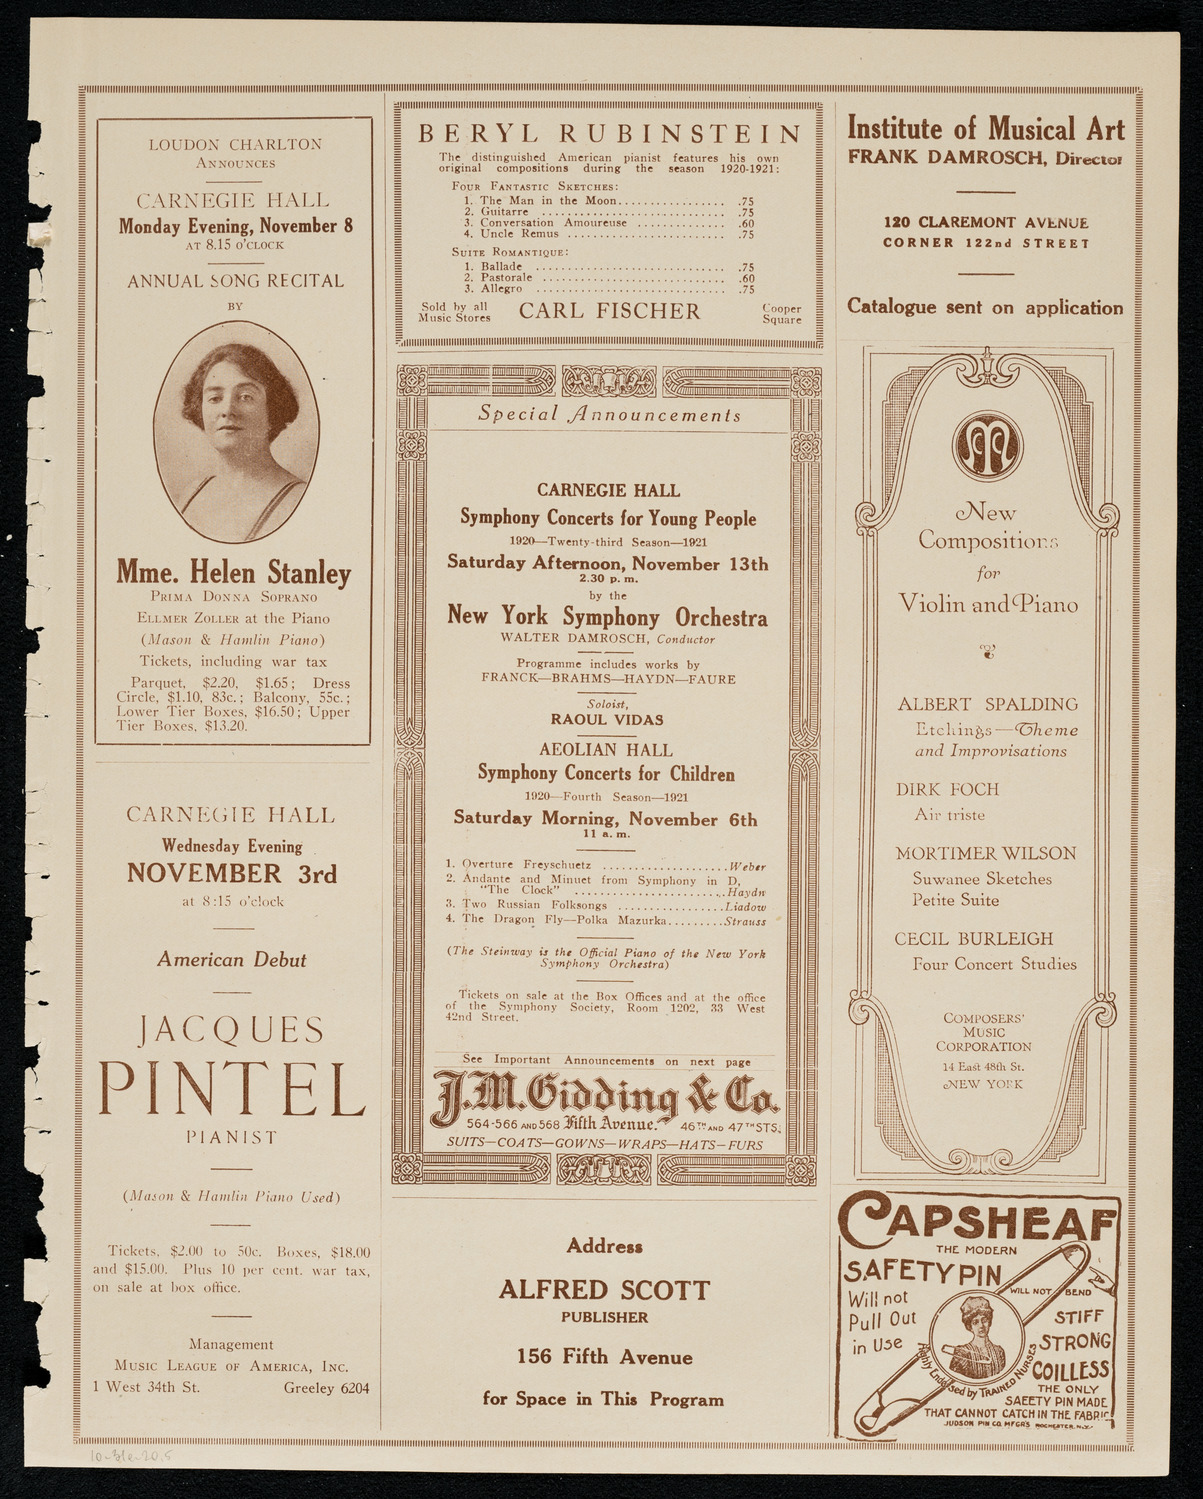 LOUDON CHARLTON
ANNOUNCES
CARNEGIE HALL
Monday Evening, November 8
AT 8.15 O'CLOCK
ANNUAL SONG RECITAL
BY
Mme. Helen Stanley
PRIMA DONNA SOPRANO
ELLMER ZOLLER at the Piano
(Mason & Hamlin Piano)
Tickets, including war tax
Parquet, $2.20, $1.65; Dress
Circle, $1.10, 83c.; Balcony, 55c.;
Lower Tier Boxes, $16.50; Upper
Tier Boxes, $13.20.
CARNEGIE HALL
Wednesday Evening
NOVEMBER 3rd
at 8:15 o'clock
American Debut
JACQUES
PINTEL
PIANIST
(Mason & Hamlin Piano Used)
Tickets, $2.00 to 50c. Boxes, $18.00
and $15.00. Plus 10 per cent. war tax,
on sale at box office.
Management
MUSIC LEAGUE OF AMERICA, INC.
1 West 34th St. Greeley 6204
BERYL RUBINSTEIN
The distinguished American pianist features his own
original compositions during the season 1920-1921:
FOUR FANTASTIC SKETCHES:
1. The Man in the Moon.................... .75
2. Guitarre .................................. .75
3. Conversation Amoureuse ............. .60
4. Uncle Remus ............................ .75
SUITE ROMANTIQUE:
1. Ballade .................................. .75
2. Pastorale ................................ .60
3. Allegro .................................. .75
Sold by all
Music Stores
CARL FISCHER
Cooper
Square
Special Announcements
CARNEGIE HALL
Symphony Concerts for Young People
1920—Twenty-third Season—1921
Saturday Afternoon, November 13th
2.30 p. m.
by the
New York Symphony Orchestra
WALTER DAMROSCH, Conductor
Programme includes works by
FRANCK—BRAHMS—HAYDN—FAURE
Soloist,
RAOUL VIDAS
AEOLIAN HALL
Symphony Concerts for Children
1920—Fourth Season—1921
Saturday Morning, November 6th
11 a. m.
1. Overture Freyschuetz ....................Weber
2. Andante and Minuet from Symphony in D,
"The Clock" ........................Haydn
3. Two Russian Folksongs .................Liadow
4. The Dragon Fly—Polka Mazurka.........Strauss
(The Steinway is the Official Piano of the New York
Symphony Orchestra)
Tickets on sale at the Box Offices and at the office
of the Symphony Society, Room 1202, 33 West
42nd Street.
See Important Announcements on next page
J.M. Gidding & Co.
564-566 AND 568 Fifth Avenue. 46TH AND 47TH STS.
SUITS—COATS—GOWNS—WRAPS—HATS—FURS
Address
ALFRED SCOTT
PUBLISHER
156 Fifth Avenue
for Space in This Program
Institute of Musical Art
FRANK DAMROSCH, Director
120 CLAREMONT AVENUE
CORNER 122nd STREET
Catalogue sent on application
M
New
Compositions
for
Violin and Piano
ALBERT SPALDING
Etchings—Theme
and Improvisations
DIRK FOCH
Air triste
MORTIMER WILSON
Suwanee Sketches
Petite Suite
CECIL BURLEIGH
Four Concert Studies
COMPOSERS'
MUSIC
CORPORATION
14 East 48th St.
NEW YORK
CAPSHEAF
THE MODERN
SAFETY PIN
WILL NOT BEND
Will not
Pull Out
in Use
STIFF
STRONG
COILLESS
Highly Endorsed by TRAINED NURSES
THE ONLY
SAFETY PIN MADE
THAT CANNOT CATCH IN THE FABRIC
JUDSON PIN CO. MFGRS ROCHESTER, N.Y.
10-31-20.5